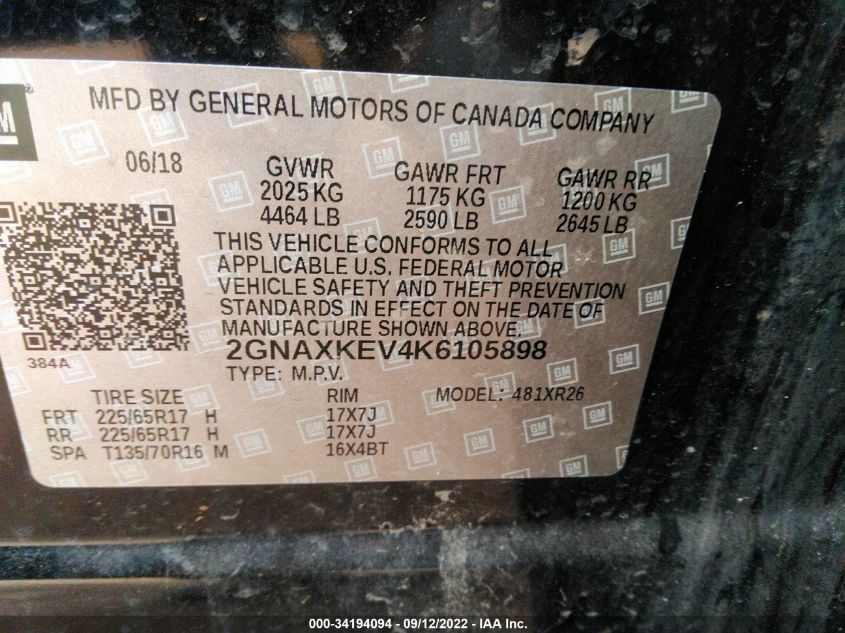 GM
MFD BY GENERAL MOTORS OF CANADA COMPANY
06/18 GVWR GAWR FRT GAWR RR
2025 KG 1175 KG 1200 KG
4464 LB 2590 LB 2645 LB
THIS VEHICLE CONFORMS TO ALL
APPLICABLE U.S. FEDERAL MOTOR
VEHICLE SAFETY AND THEFT PREVENTION
STANDARDS IN EFFECT ON THE DATE OF
MANUFACTURE SHOWN ABOVE.
2GNAXKEV4K6105898
384A
TYPE: M.P.V. MODEL: 481XR26
TIRE SIZE RIM
FRT 225/65R17 H 17X7J
RR 225/65R17 H 17X7J
SPA T135/70R16 M 16X4BT
000-34194094 - 09/12/2022 - IAA Inc.